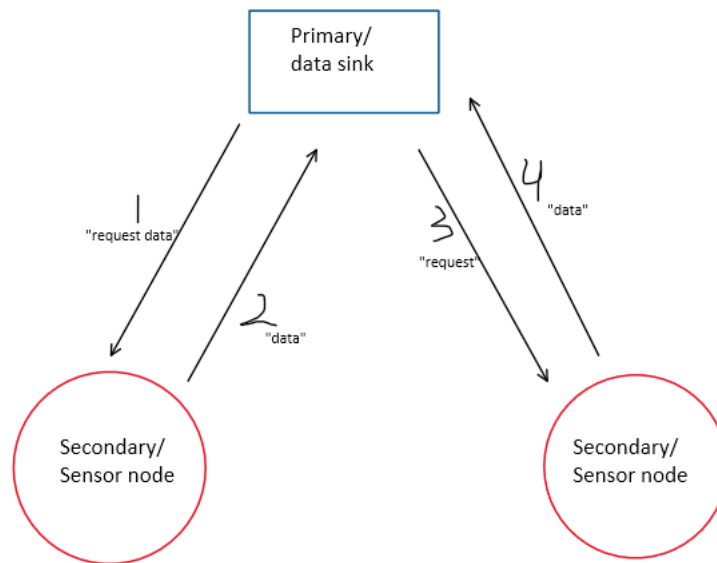 Primary/
data sink
1
"request data"
2
"data"
3
"request"
4
"data"
Secondary/
Sensor node
Secondary/
Sensor node